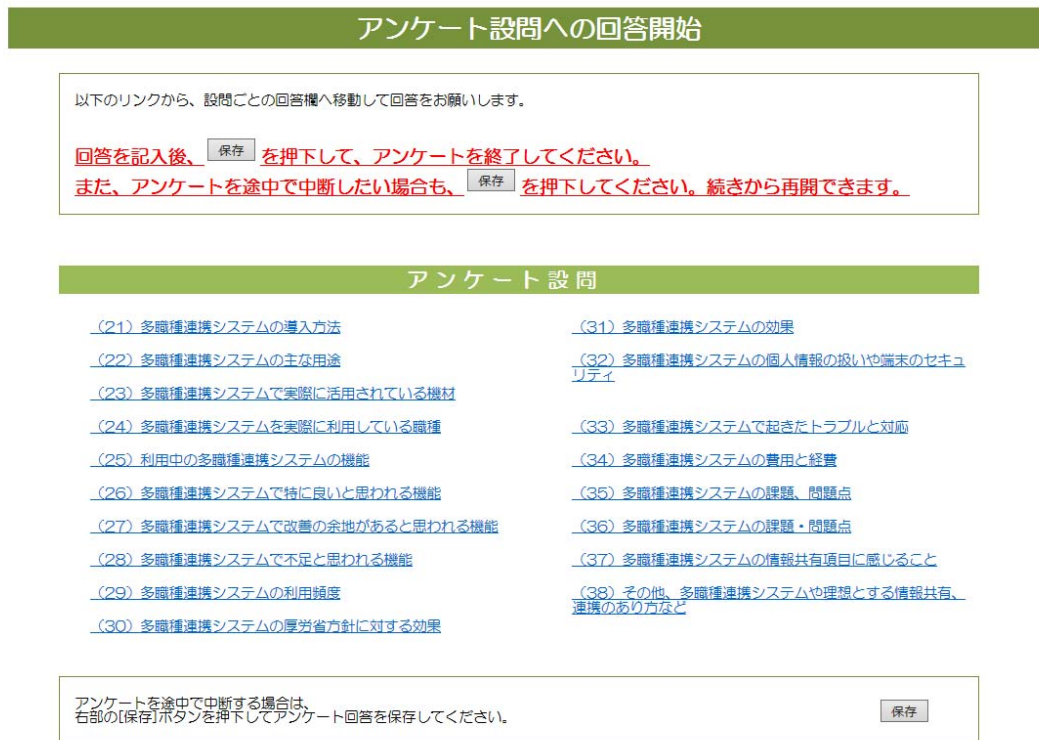 アンケート設問への回答開始
以下のリンクから、設問ごとの回答欄へ移動して回答をお願いします。
回答を記入後、 保存 を押下して、アンケートを終了してください。
また、アンケートを途中で中断したい場合も、 保存 を押下してください。続きから再開できます。
アンケート設問
（21）多職種連携システムの導入方法
（22）多職種連携システムの主な用途
（23）多職種連携システムで実際に活用されている機材
（24）多職種連携システムを実際に利用している職種
（25）利用中の多職種連携システムの機能
（26）多職種連携システムで特に良いと思われる機能
（27）多職種連携システムで改善の余地があると思われる機能
（28）多職種連携システムで不足と思われる機能
（29）多職種連携システムの利用頻度
（30）多職種連携システムの厚労省方針に対する効果
（31）多職種連携システムの効果
（32）多職種連携システムの個人情報の扱いや端末のセキュ
リティ
（33）多職種連携システムで起きたトラブルと対応
（34）多職種連携システムの費用と経費
（35）多職種連携システムの課題、問題点
（36）多職種連携システムの課題・問題点
（37）多職種連携システムの情報共有項目に感じること
（38）その他、多職種連携システムや理想とする情報共有、
連携のあり方など
アンケートを途中で中断する場合は、
右部の[保存]ボタンを押下してアンケート回答を保存してください。
保存